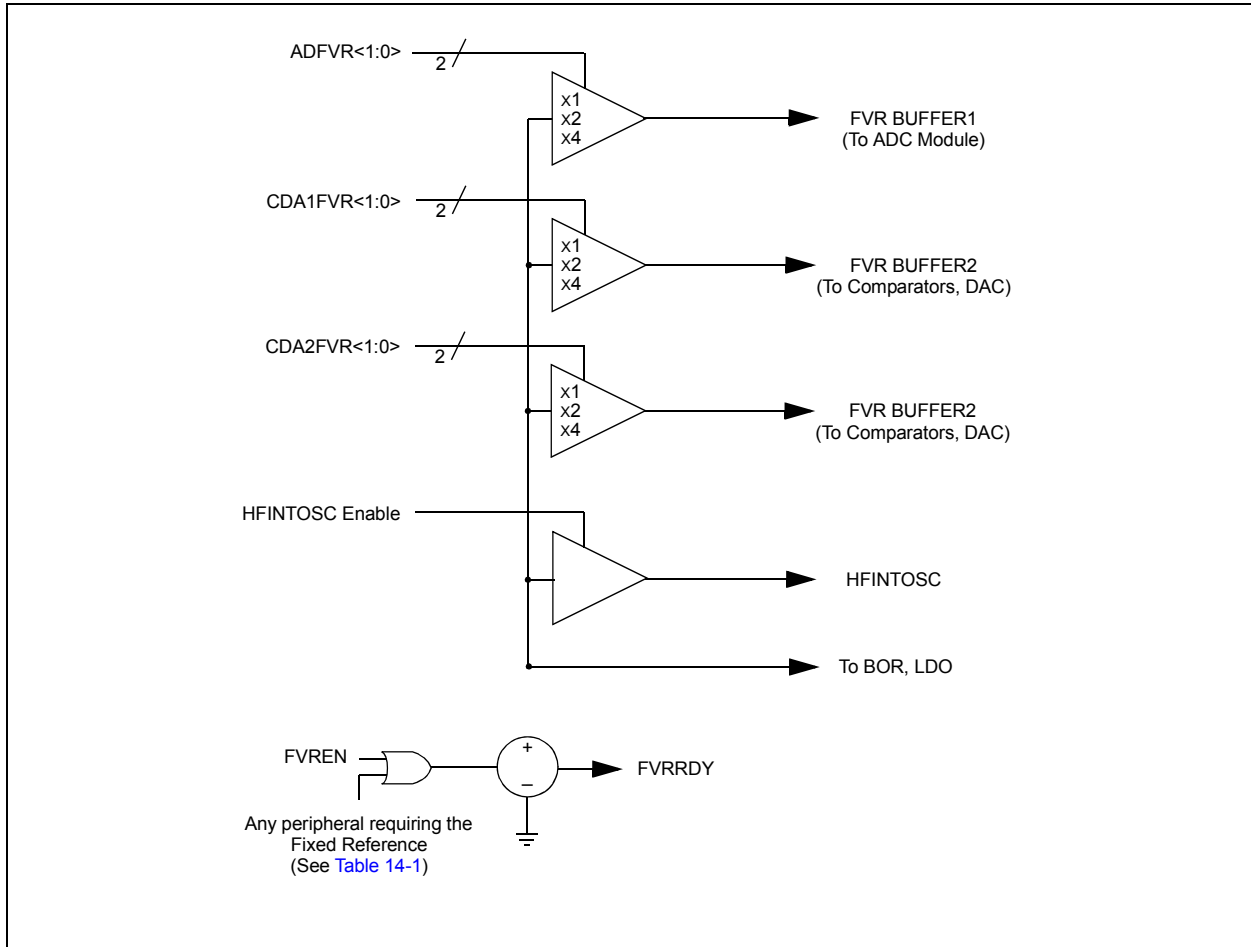 ADFVR<1:0>
2
x1
x2
x4
FVR BUFFER1
(To ADC Module)
CDA1FVR<1:0>
2
x1
x2
x4
FVR BUFFER2
(To Comparators, DAC)
CDA2FVR<1:0>
2
x1
x2
x4
FVR BUFFER2
(To Comparators, DAC)
HFINTOSC Enable
HFINTOSC
To BOR, LDO
FVREN
+
–
FVRRDY
Any peripheral requiring the
Fixed Reference
(See Table 14-1)